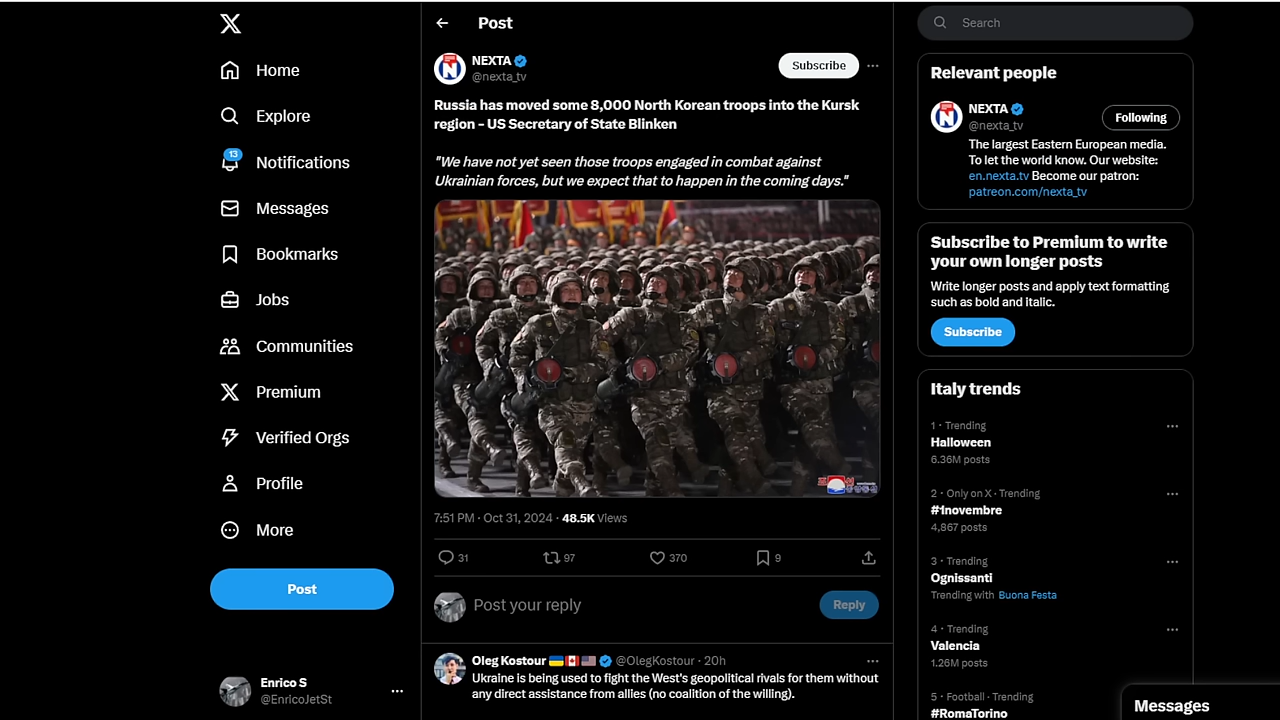 Home
Explore
13
Notifications
Messages
Bookmarks
Jobs
Communities
Premium
Verified Orgs
Profile
More
Post
Enrico S
@EnricoJetSt
Post
NEXTA
@nexta_tv
Subscribe
Russia has moved some 8,000 North Korean troops into the Kursk
region – US Secretary of State Blinken
"We have not yet seen those troops engaged in combat against
Ukrainian forces, but we expect that to happen in the coming days."
7:51 PM · Oct 31, 2024 · 48.5K Views
31
97
370
9
Post your reply
Reply
Oleg Kostour @OlegKostour · 20h
Ukraine is being used to fight the West's geopolitical rivals for them without
any direct assistance from allies (no coalition of the willing).
Search
Relevant people
NEXTA
@nexta_tv
Following
The largest Eastern European media.
To let the world know. Our website:
en.nexta.tv Become our patron:
patreon.com/nexta_tv
Subscribe to Premium to write
your own longer posts
Write longer posts and apply text formatting
such as bold and italic.
Subscribe
Italy trends
1 · Trending
Halloween
6.36M posts
2 · Only on X · Trending
#1novembre
4,867 posts
3 · Trending
Ognissanti
Trending with Buona Festa
4 · Trending
Valencia
1.26M posts
5 · Football · Trending
#RomaTorino
Messages